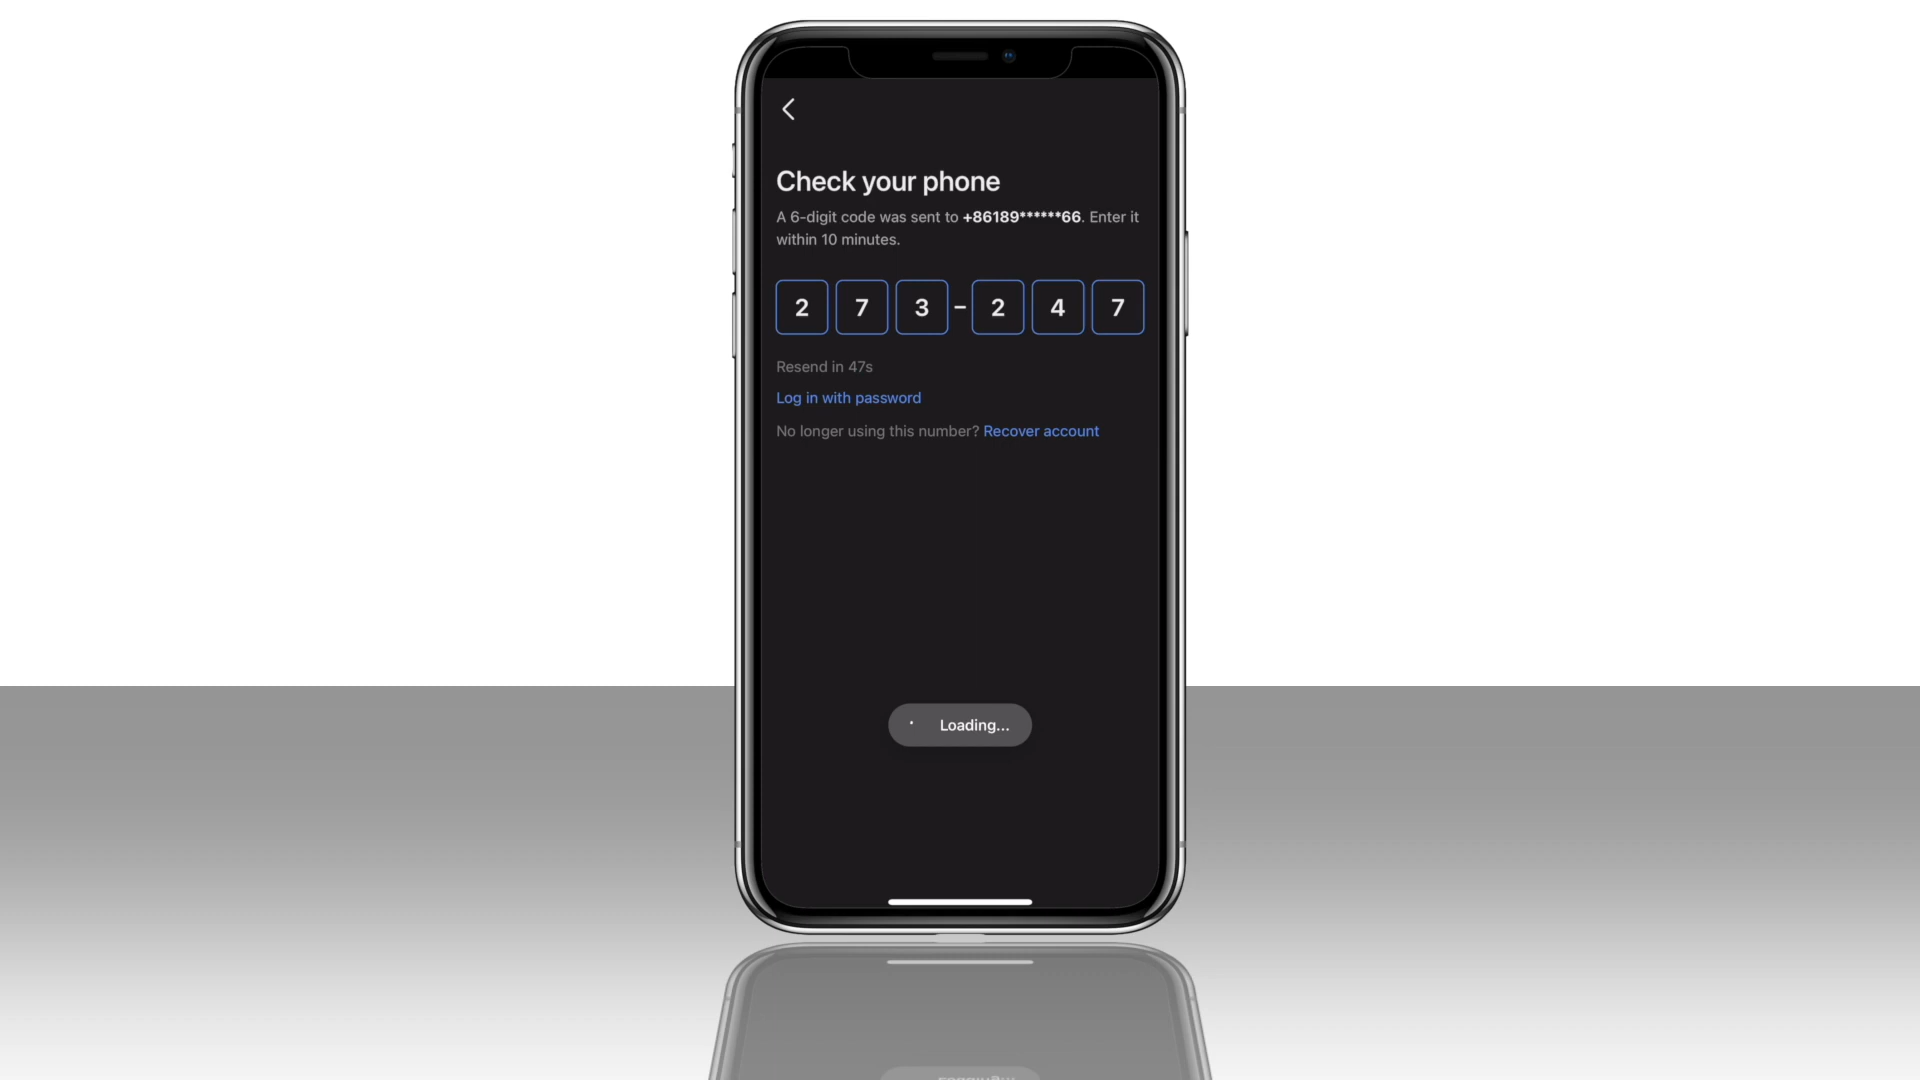 Check your phone
A 6-digit code was sent to +86189******66. Enter it
within 10 minutes.
2 7 3 - 2 4 7
Resend in 47s
Log in with password
No longer using this number? Recover account
Loading...